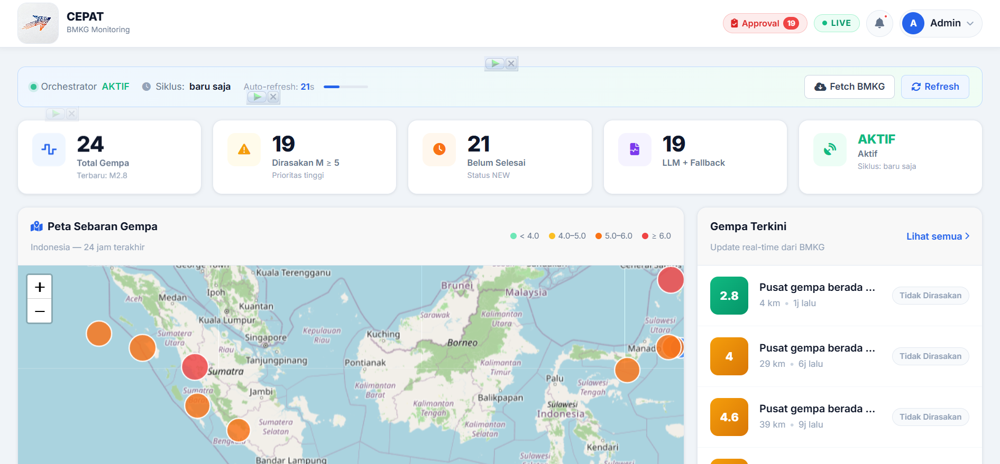 CEPAT
BMKG Monitoring
Approval 19
LIVE
A Admin
Orchestrator AKTIF
Siklus: baru saja
Auto-refresh: 21s
Fetch BMKG
Refresh
24
Total Gempa
Terbaru: M2.8
19
Dirasakan M ≥ 5
Prioritas tinggi
21
Belum Selesai
Status NEW
19
LLM + Fallback
AKTIF
Aktif
Siklus: baru saja
Peta Sebaran Gempa
Indonesia — 24 jam terakhir
< 4.0
4.0–5.0
5.0–6.0
≥ 6.0
+
−
Kuala Terengganu
Ipoh
Aceh
Medan
Kuantan
Kuala Lumpur
Brunei
Malaysia
Sarawak
Kalimantan
Utara
Sulawesi
Utara
Sumatera
Utara
Singapore
Kepulauan
Riau
Kuching
Borneo
Riau
Manado
Tanjungpinang
Pontianak
Kalimantan
Timur
Sumatra
Kalimantan
Barat
Palu
Sulawesi
Tengah
Sumatra
Barat
Jambi
Balikpapan
Kalimantan
Tengah
Sulawesi
Indonesia
Sumatera
Selatan
Kalimantan
Selatan
Bengkulu
Kendari
Sulawesi
Bandar Lampung
Gempa Terkini
Update real-time dari BMKG
Lihat semua
2.8
Pusat gempa berada ...
4 km • 1j lalu
Tidak Dirasakan
4
Pusat gempa berada ...
29 km • 6j lalu
Tidak Dirasakan
4.6
Pusat gempa berada ...
39 km • 9j lalu
Tidak Dirasakan